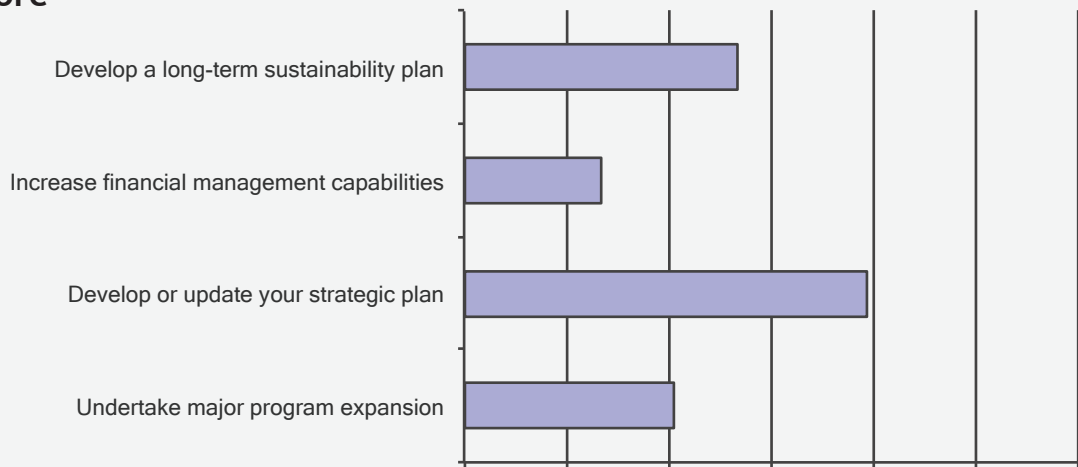 Develop a long-term sustainability plan
Increase financial management capabilities
Develop or update your strategic plan
Undertake major program expansion